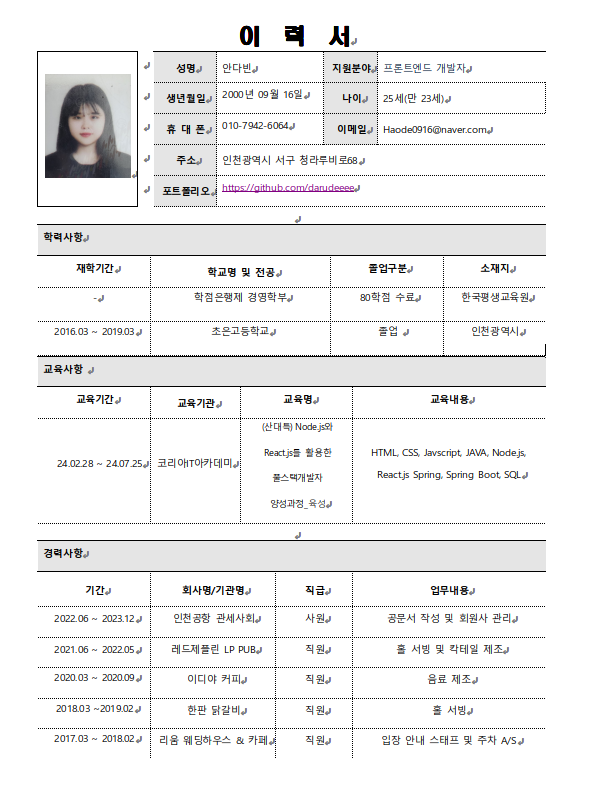 이 력 서
성명 안다빈 지원분야 프론트엔드 개발자
생년월일 2000년 09월 16일 나이 25세(만 23세)
휴 대 폰 010-7942-6064 이메일 Haode0916@naver.com
주소 인천광역시 서구 청라루비로68
포트폴리오 https://github.com/darudeeee
학력사항
재학기간 학교명 및 전공 졸업구분 소재지
- 학점은행제 경영학부 80학점 수료 한국평생교육원
2016.03 ~ 2019.03 초은고등학교 졸업 인천광역시
교육사항
교육기간 교육기관 교육명 교육내용
24.02.28 ~ 24.07.25 코리아IT아카데미
(산대특) Node.js와
React.js를 활용한
풀스택개발자
양성과정_육성
HTML, CSS, Javscript, JAVA, Node.js,
React.js Spring, Spring Boot, SQL
경력사항
기간 회사명/기관명 직급 업무내용
2022.06 ~ 2023.12 인천공항 관세사회 사원 공문서 작성 및 회원사 관리
2021.06 ~ 2022.05 레드제플린 LP PUB 직원 홀 서빙 및 칵테일 제조
2020.03 ~ 2020.09 이디야 커피 직원 음료 제조
2018.03 ~2019.02 한판 닭갈비 직원 홀 서빙
2017.03 ~ 2018.02 리움 웨딩하우스 & 카페 직원 입장 안내 스태프 및 주차 A/S